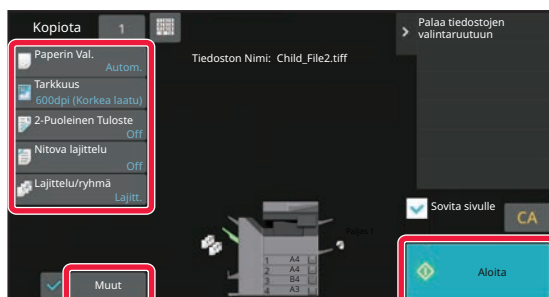 Kopiota 1
Palaa tiedostojen
valintaruutuun
Paperin Val.
Autom.
Tiedoston Nimi: Child_File2.tiff
Tarkkuus
600dpi (Korkea laatu)
2-Puoleinen Tuloste
Off
Nitova lajittelu
Off
Lajittelu/ryhmä
Lajitt.
Sovita sivulle
CA
1 A4
2 A4
3 B4
4 A3
Muut
Aloita